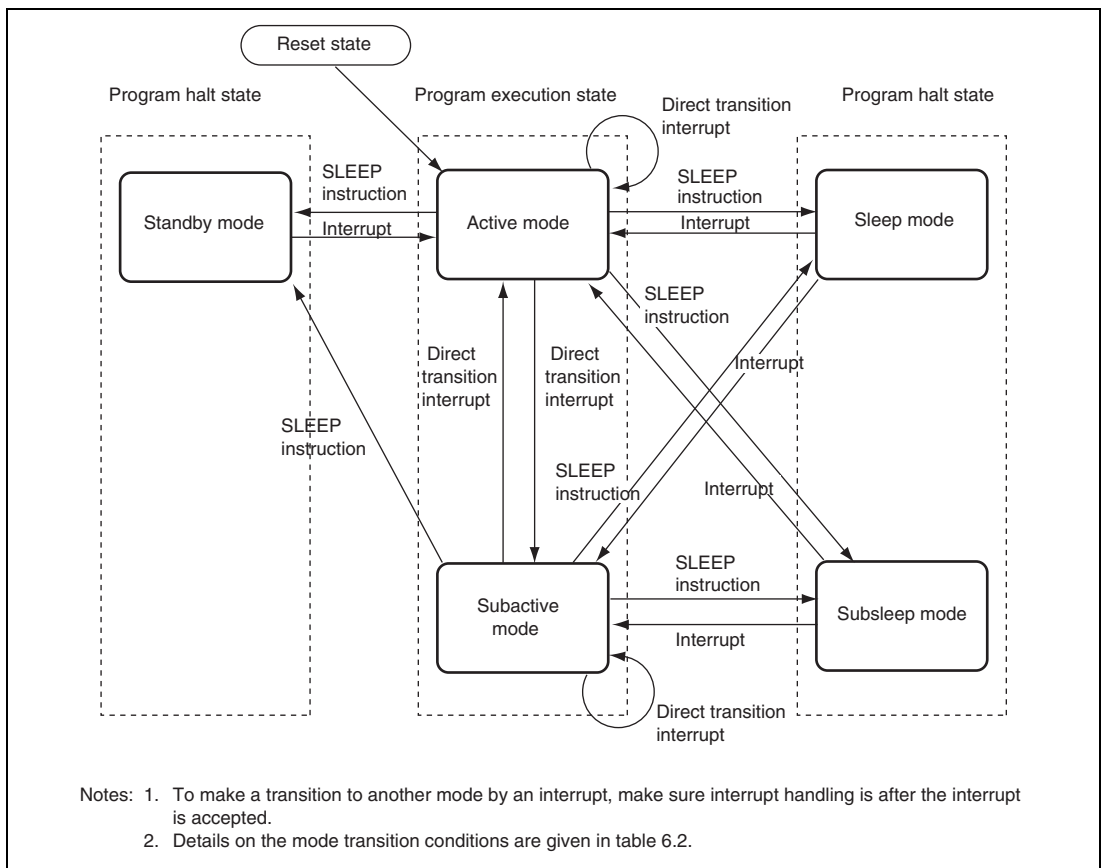 Reset state
Program halt state
Program execution state
Program halt state
Direct transition
interrupt
SLEEP
instruction
SLEEP
instruction
Standby mode
Active mode
Sleep mode
Interrupt
Interrupt
SLEEP
instruction
Direct
transition
interrupt
Direct
transition
interrupt
Interrupt
SLEEP
instruction
SLEEP
instruction
Interrupt
SLEEP
instruction
Subactive
mode
Subsleep mode
Interrupt
Direct transition
interrupt
Notes: 1. To make a transition to another mode by an interrupt, make sure interrupt handling is after the interrupt
is accepted.
2. Details on the mode transition conditions are given in table 6.2.